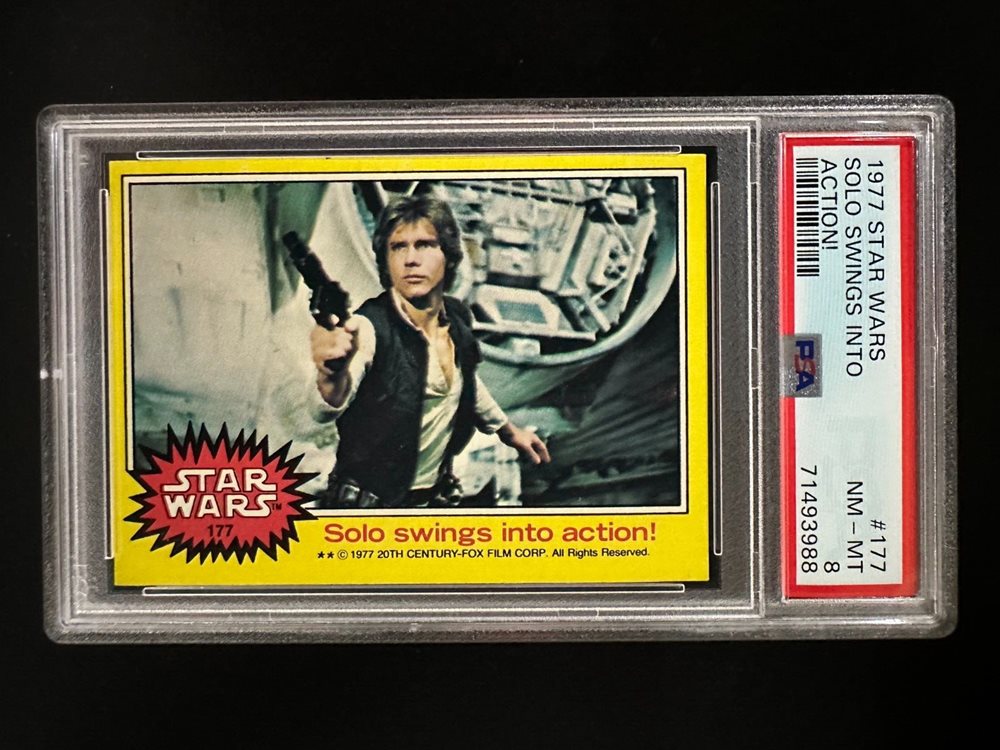 STAR
WARS™
177
Solo swings into action!
★★ © 1977 20TH CENTURY-FOX FILM CORP. All Rights Reserved.
1977 STAR WARS
SOLO SWINGS INTO
ACTION!
PSA
#177
NM - MT
8
71493988